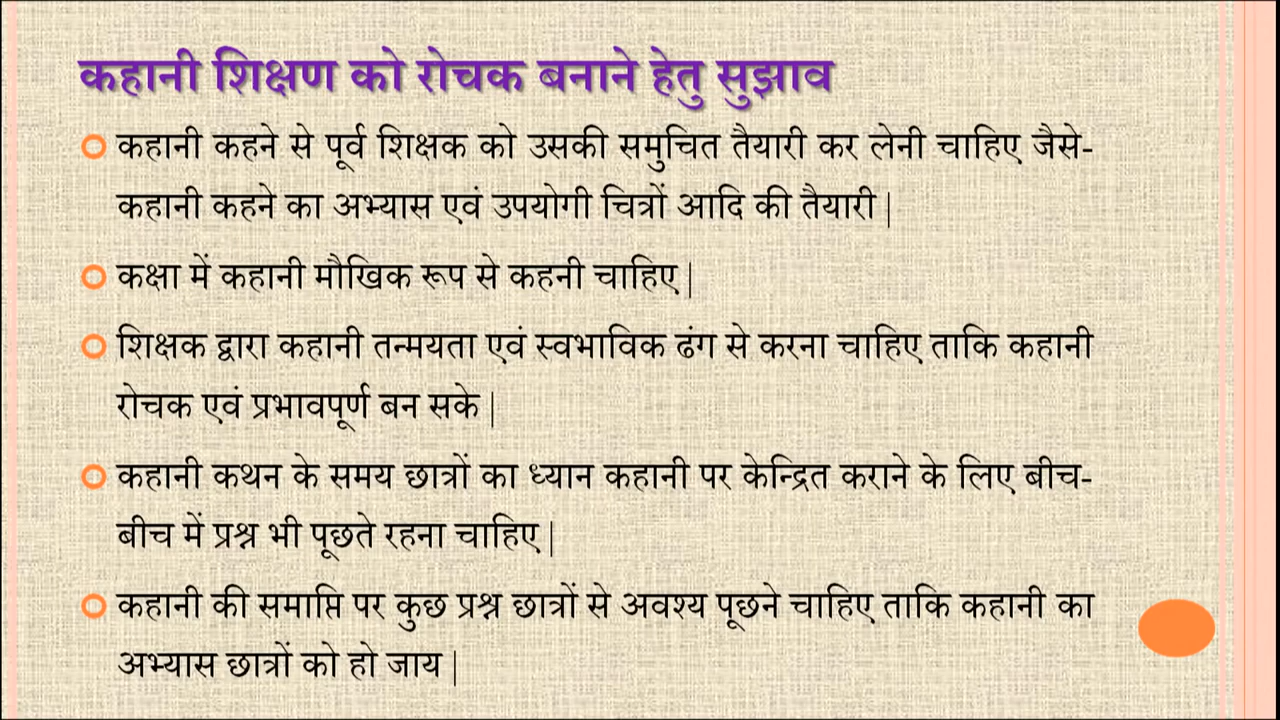 कहानी शिक्षण को रोचक बनाने हेतु सुझाव
कहानी कहने से पूर्व शिक्षक को उसकी समुचित तैयारी कर लेनी चाहिए जैसे-
कहानी कहने का अभ्यास एवं उपयोगी चित्रों आदि की तैयारी |
कक्षा में कहानी मौखिक रूप से कहनी चाहिए |
शिक्षक द्वारा कहानी तन्मयता एवं स्वभाविक ढंग से करना चाहिए ताकि कहानी
रोचक एवं प्रभावपूर्ण बन सके |
कहानी कथन के समय छात्रों का ध्यान कहानी पर केन्द्रित कराने के लिए बीच-
बीच में प्रश्न भी पूछते रहना चाहिए |
कहानी की समाप्ति पर कुछ प्रश्न छात्रों से अवश्य पूछने चाहिए ताकि कहानी का
अभ्यास छात्रों को हो जाय |